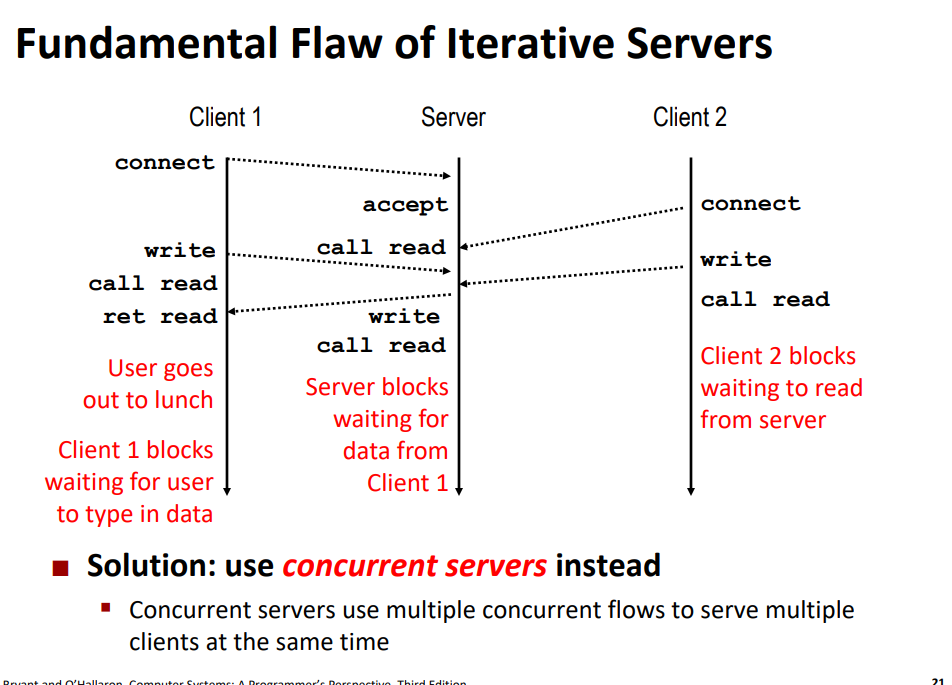 Fundamental Flaw of Iterative Servers
Client 1
Server
Client 2
connect
accept
connect
write
call read
write
call read
call read
ret read
write
call read
User goes
out to lunch
Client 1 blocks
waiting for user
to type in data
Server blocks
waiting for
data from
Client 1
Client 2 blocks
waiting to read
from server
■ Solution: use concurrent servers instead
▪ Concurrent servers use multiple concurrent flows to serve multiple
clients at the same time
Bryant and O'Hallaron, Computer Systems: A Programmer's Perspective, Third Edition
21